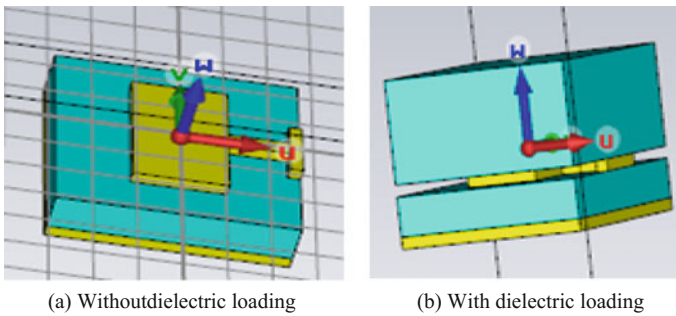 V W
U
W
U
(a) Withoutdielectric loading
(b) With dielectric loading